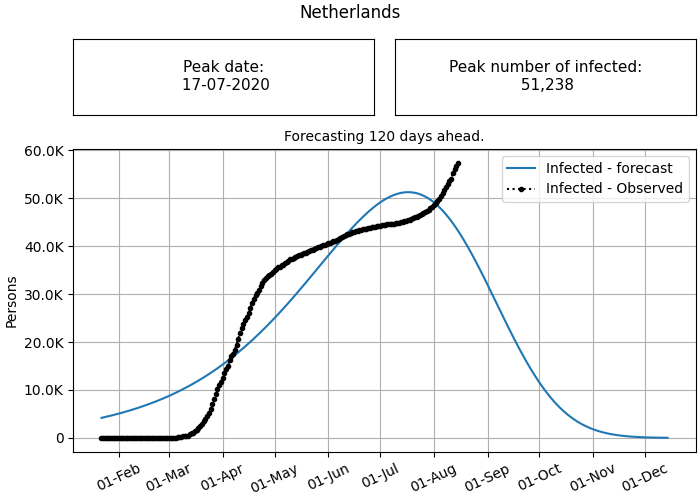 Netherlands
Peak date:
17-07-2020
Peak number of infected:
51,238
Forecasting 120 days ahead.
60.0K
50.0K
40.0K
30.0K
20.0K
10.0K
0
Persons
Infected - forecast
Infected - Observed
01-Feb
01-Mar
01-Apr
01-May
01-Jun
01-Jul
01-Aug
01-Sep
01-Oct
01-Nov
01-Dec